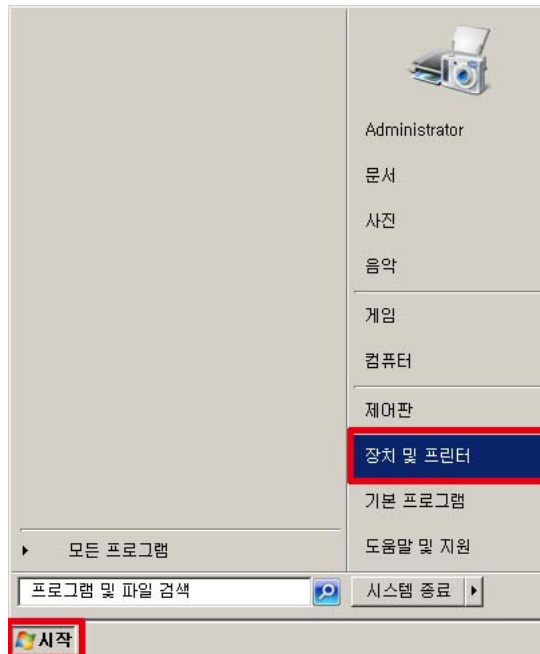 Administrator
문서
사진
음악
게임
컴퓨터
제어판
장치 및 프린터
기본 프로그램
도움말 및 지원
모든 프로그램
프로그램 및 파일 검색
시스템 종료
시작